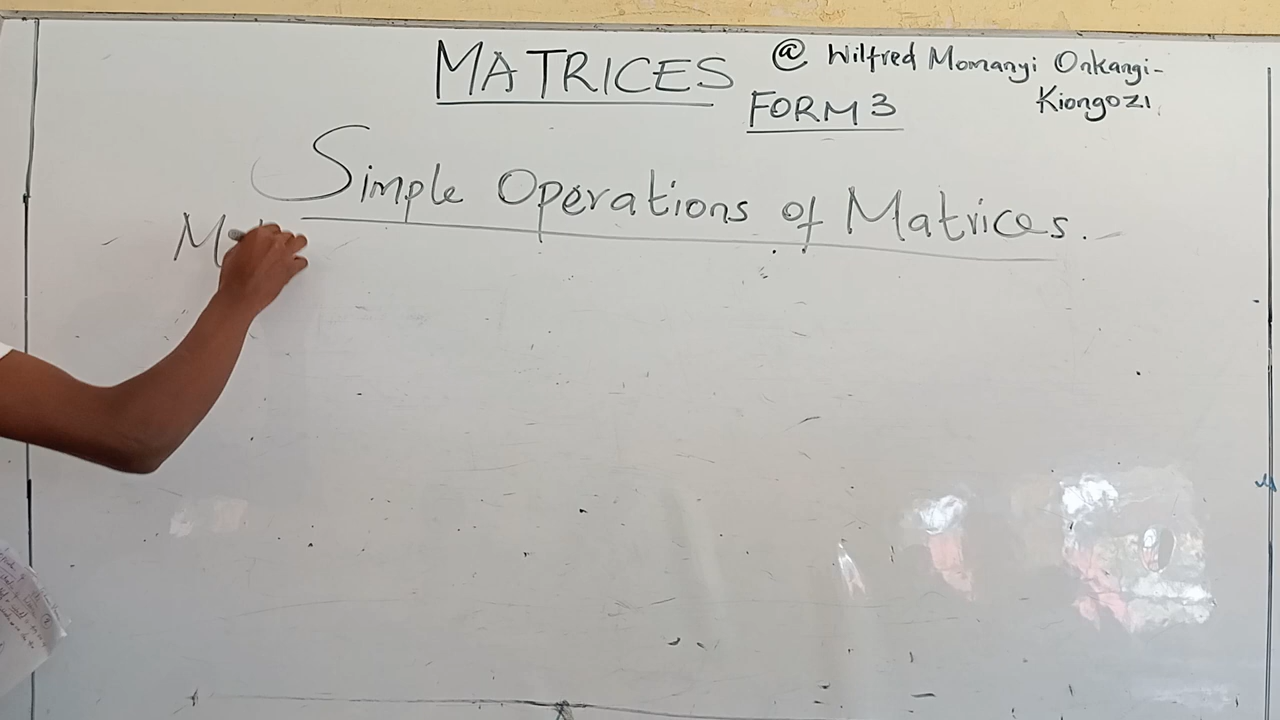 MATRICES @ Wilfred Momanyi Onkangi-
FORM 3 Kiongozi
Simple Operations of Matrices.
M